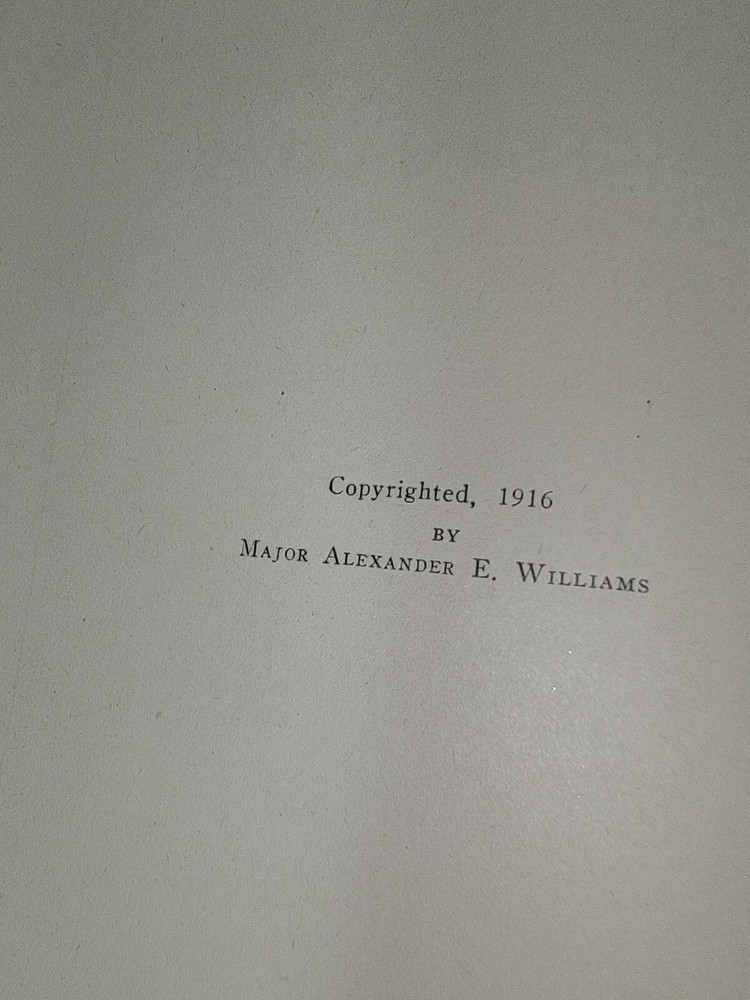 Copyrighted, 1916
BY
MAJOR ALEXANDER E. WILLIAMS